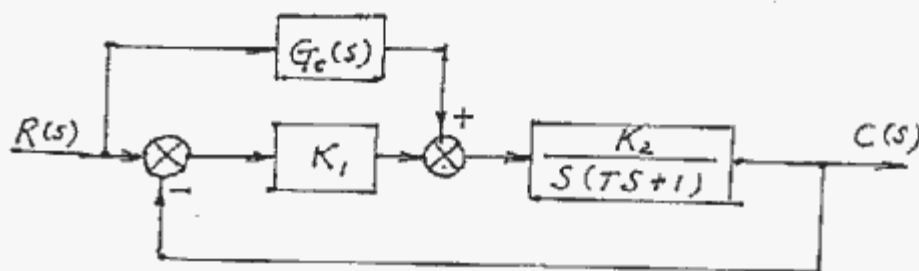 Gc(s)
+
R(s)
K1
K2
S(TS+1)
C(s)
-